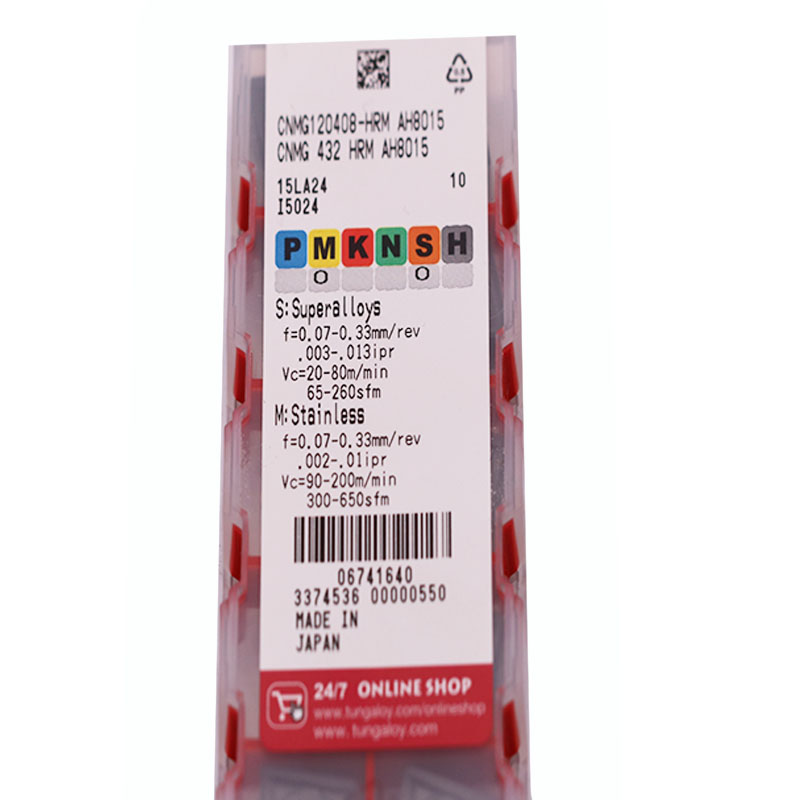 PP
CNMG120408-HRM AH8015
CNMG 432 HRM AH8015
15LA24 10
I5024
P M K N S H
S:Superalloys
f=0.07-0.33mm/rev
.003-.013ipr
Vc=20-80m/min
65-260sfm
M:Stainless
f=0.07-0.33mm/rev
.002-.01ipr
Vc=90-200m/min
300-650sfm
06741640
3374536 00000550
MADE IN
JAPAN
24/7 ONLINE SHOP
www.tungaloy.com/onlineshop
www.tungaloy.com